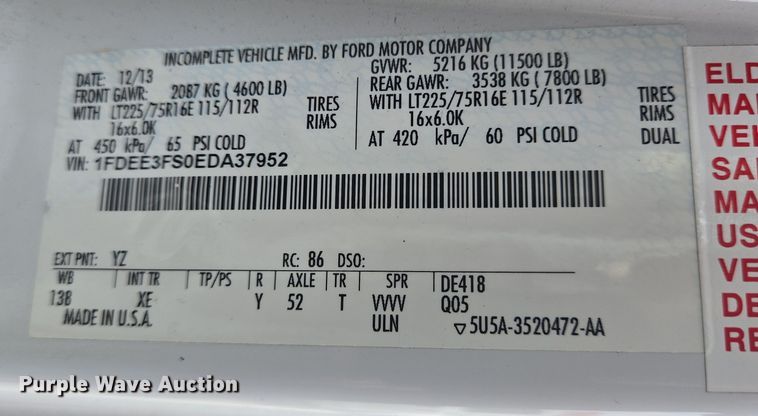 INCOMPLETE VEHICLE MFD. BY FORD MOTOR COMPANY
DATE: 12/13 GVWR: 5216 KG (11500 LB)
FRONT GAWR: 2087 KG ( 4600 LB) REAR GAWR: 3538 KG ( 7800 LB)
WITH LT225/75R16E 115/112R TIRES WITH LT225/75R16E 115/112R TIRES
16x6.0K RIMS 16x6.0K RIMS
AT 450 kPa/ 65 PSI COLD AT 420 kPa/ 60 PSI COLD DUAL
VIN: 1FDEE3FS0EDA37952
EXT PNT: YZ RC: 86 DSO:
WB INT TR TP/PS R AXLE TR SPR DE418
138 XE Y 52 T VVVV Q05
MADE IN U.S.A. ULN ▽5U5A-3520472-AA
ELD
MA
VE
SA
MA
US
VE
DE
RE
Purple Wave Auction